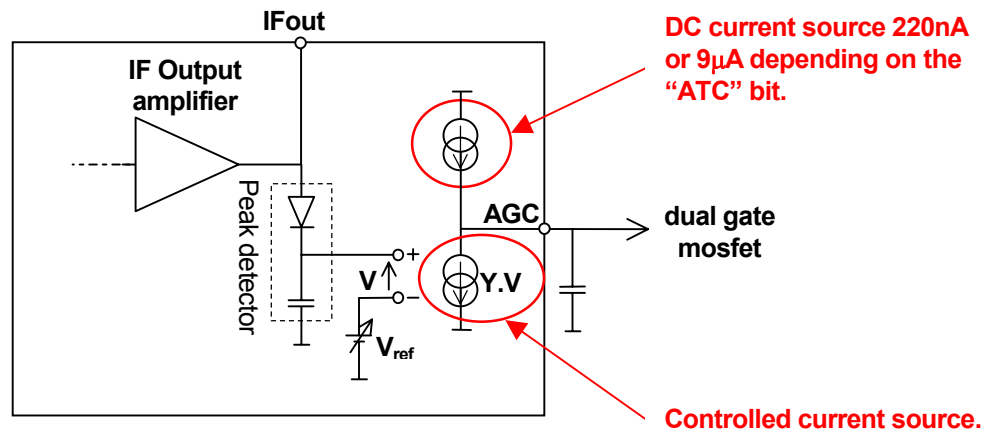 IFout
DC current source 220nA
or 9μA depending on the
“ATC” bit.
IF Output
amplifier
Peak detector
AGC
dual gate
mosfet
+
V
Y.V
–
Vref
Controlled current source.